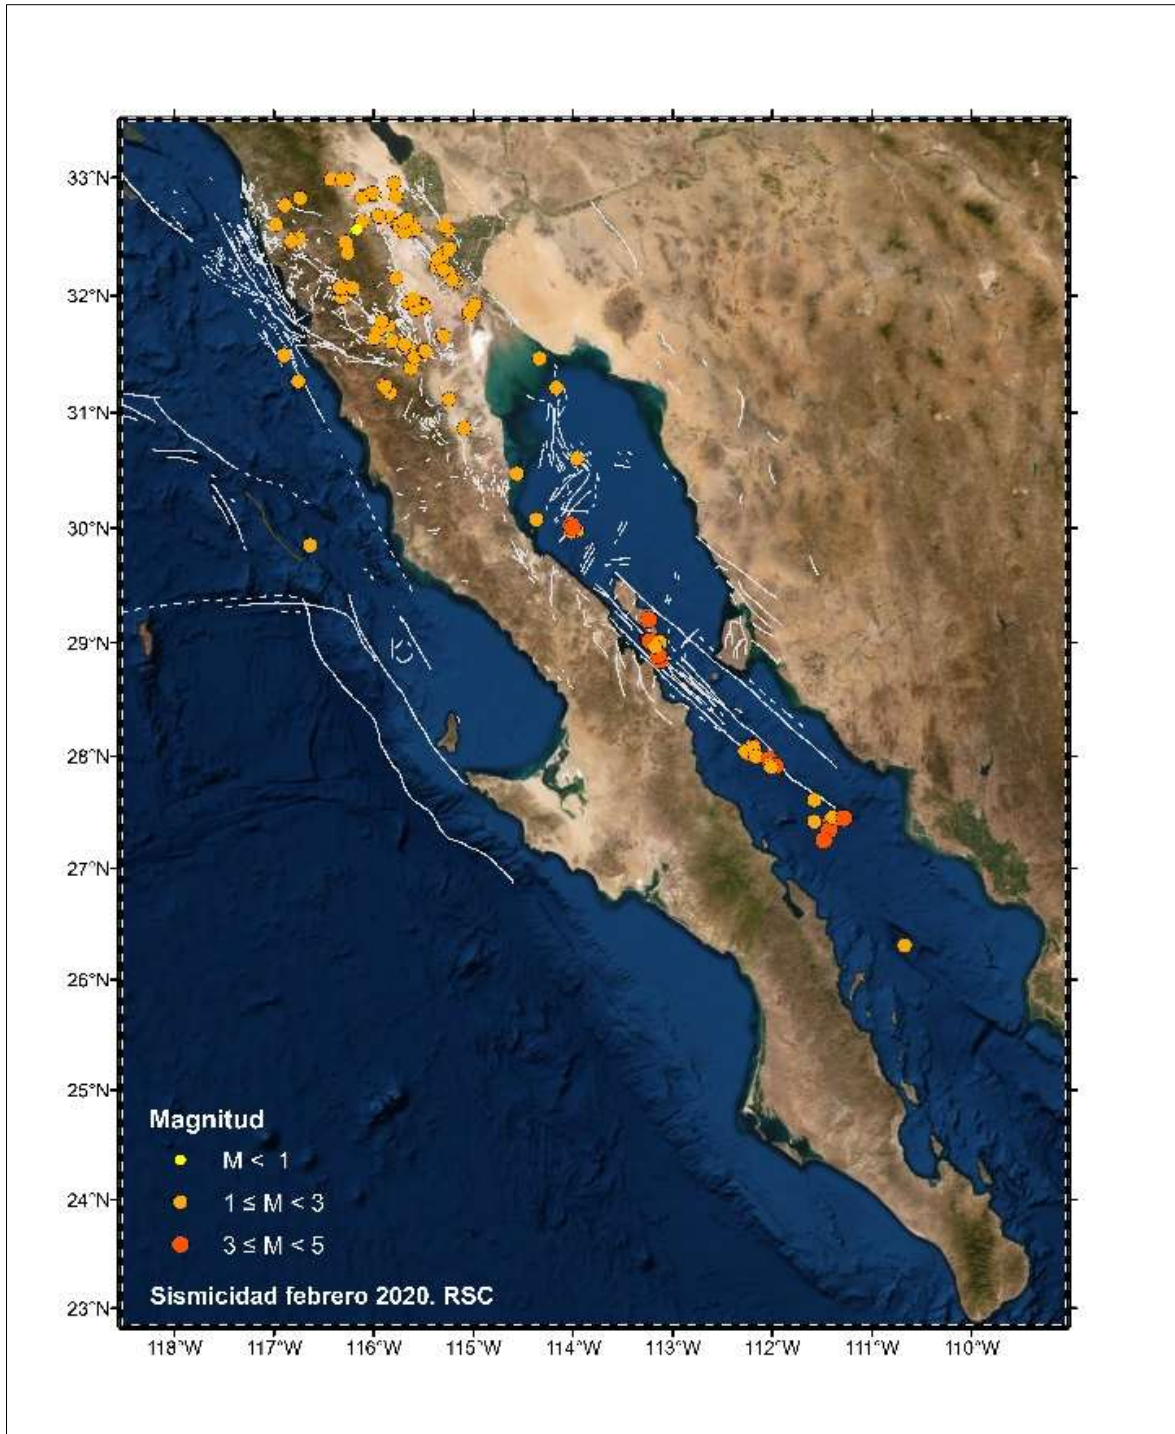 33°N
32°N
31°N
30°N
29°N
28°N
27°N
26°N
25°N
24°N
23°N
Magnitud
M < 1
1 ≤ M < 3
3 ≤ M < 5
Sismicidad febrero 2020. RSC
118°W 117°W 116°W 115°W 114°W 113°W 112°W 111°W 110°W